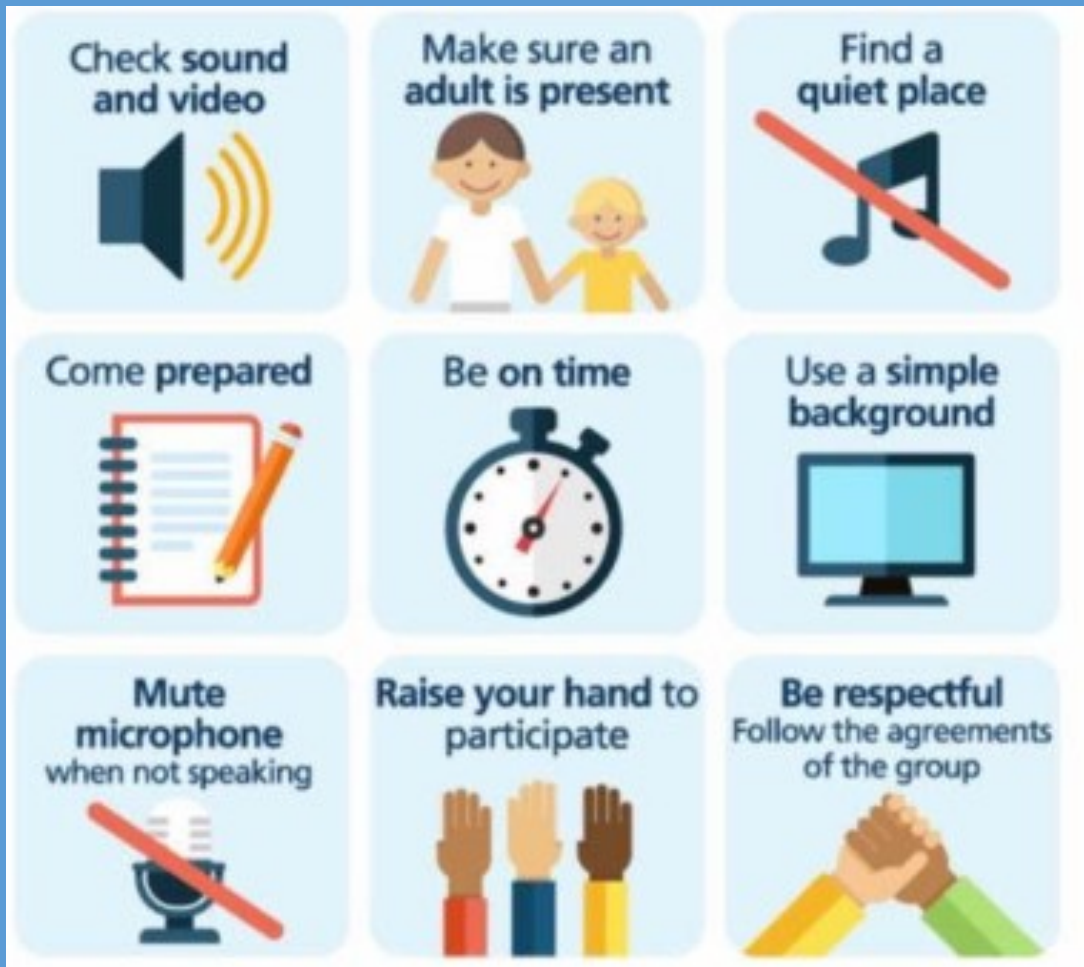 Check sound
and video
Make sure an
adult is present
Find a
quiet place
Come prepared
Be on time
Use a simple
background
Mute
microphone
when not speaking
Raise your hand to
participate
Be respectful
Follow the agreements
of the group